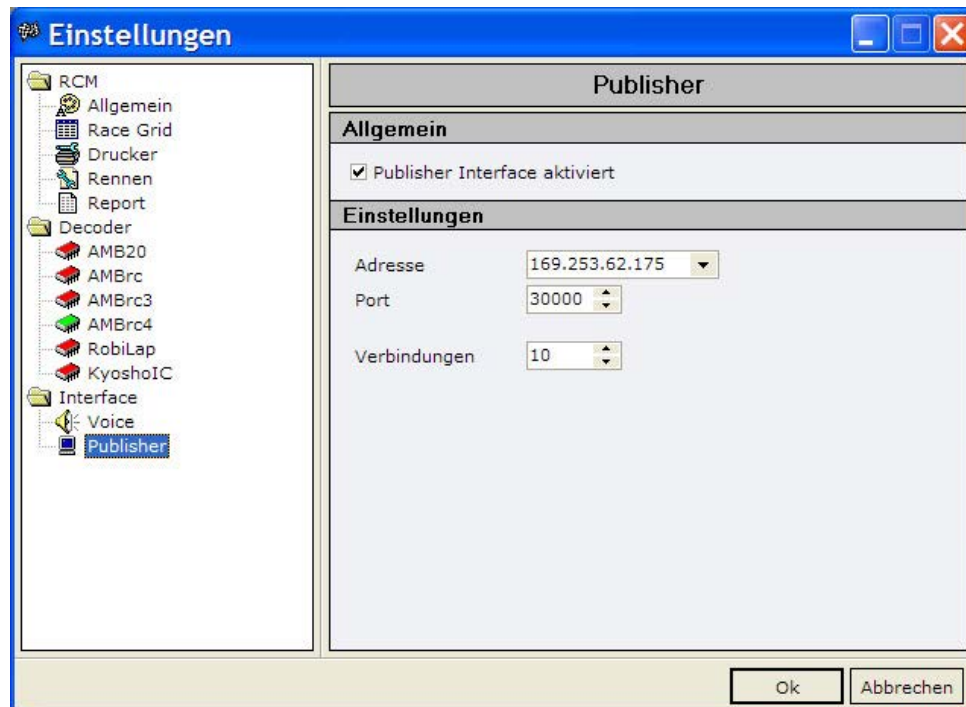 Einstellungen
RCM
Allgemein
Race Grid
Drucker
Rennen
Report
Decoder
AMB20
AMBrc
AMBrc3
AMBrc4
RobiLap
KyoshoIC
Interface
Voice
Publisher
Publisher
Allgemein
Publisher Interface aktiviert
Einstellungen
Adresse 169.253.62.175
Port 30000
Verbindungen 10
Ok Abbrechen